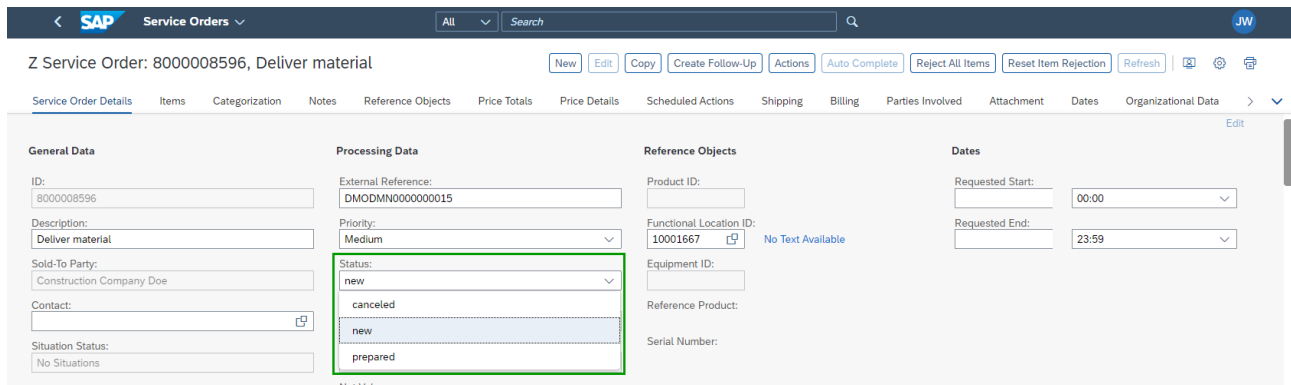 SAP Service Orders All Search JW
Z Service Order: 8000008596, Deliver material New Edit Copy Create Follow-Up Actions Auto Complete Reject All Items Reset Item Rejection Refresh
Service Order Details Items Categorization Notes Reference Objects Price Totals Price Details Scheduled Actions Shipping Billing Parties Involved Attachment Dates Organizational Data
Edit
General Data Processing Data Reference Objects Dates
ID: External Reference: Product ID: Requested Start:
8000008596 DMODMN0000000015 00:00
Description: Priority: Functional Location ID: Requested End:
Deliver material Medium 10001667 No Text Available 23:59
Sold-To Party: Status: Equipment ID:
Construction Company Doe new
Contact: canceled Reference Product:
new
Situation Status: Serial Number:
No Situations prepared